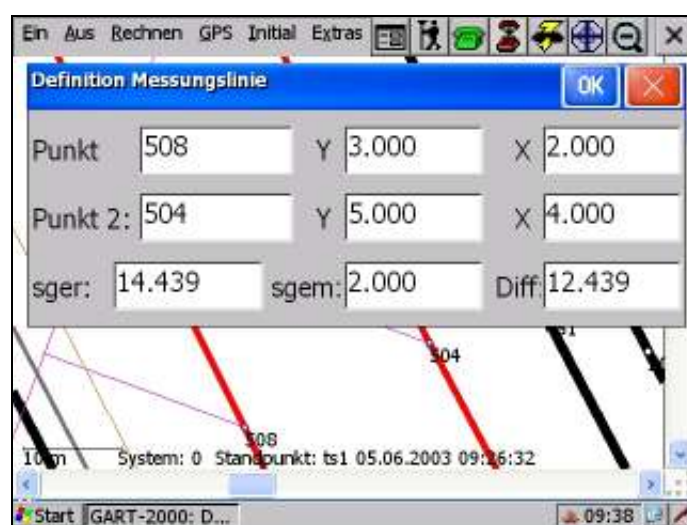 Ein Aus Rechnen GPS Initial Extras
Definition Messungslinie OK
Punkt 508 Y 3.000 X 2.000
Punkt 2: 504 Y 5.000 X 4.000
sger: 14.439 sgem: 2.000 Diff: 12.439
504
508
10 m System: 0 Standpunkt: ts1 05.06.2003 09:26:32
Start GART-2000: D... 09:38